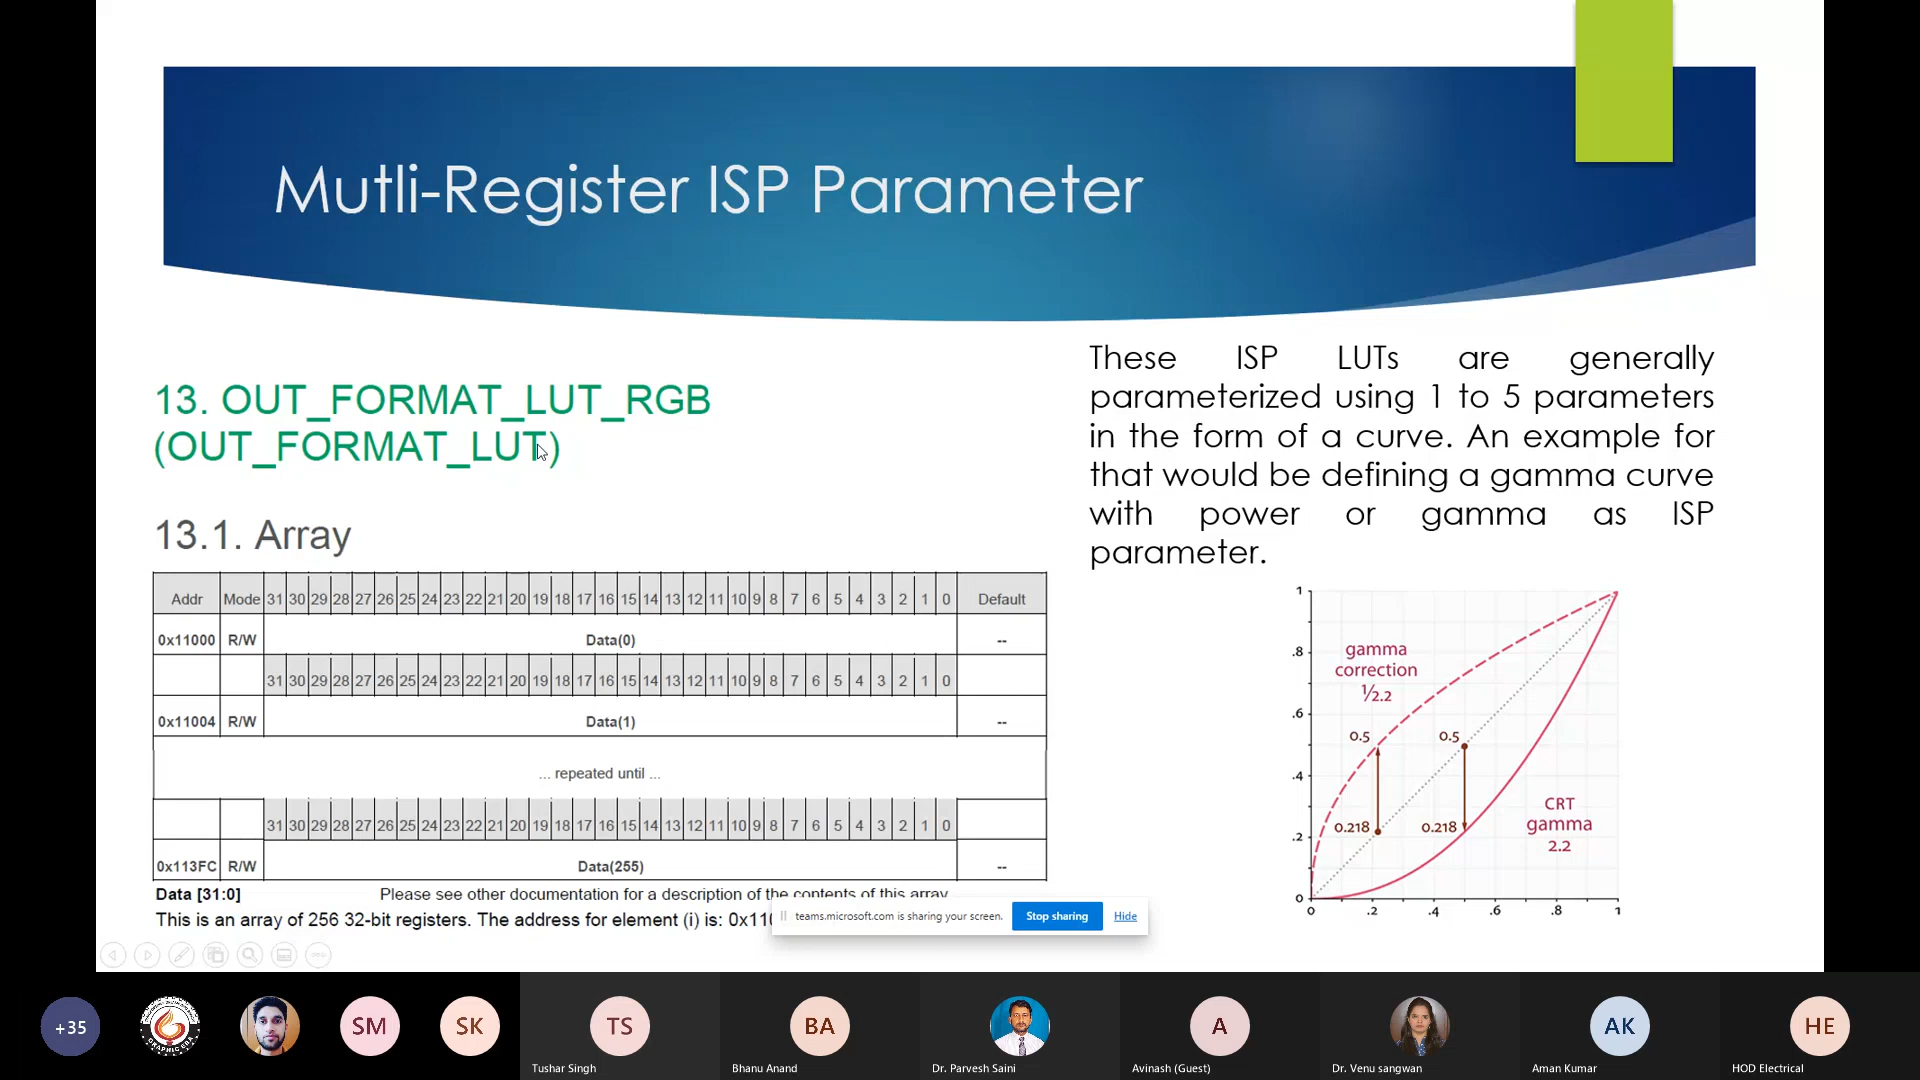 Mutli-Register ISP Parameter
13. OUT_FORMAT_LUT_RGB
(OUT_FORMAT_LUT)
13.1. Array
Addr Mode 31 30 29 28 27 26 25 24 23 22 21 20 19 18 17 16 15 14 13 12 11 10 9 8 7 6 5 4 3 2 1 0 Default
0x11000 R/W Data(0) --
31 30 29 28 27 26 25 24 23 22 21 20 19 18 17 16 15 14 13 12 11 10 9 8 7 6 5 4 3 2 1 0
0x11004 R/W Data(1) --
... repeated until ...
31 30 29 28 27 26 25 24 23 22 21 20 19 18 17 16 15 14 13 12 11 10 9 8 7 6 5 4 3 2 1 0
0x113FC R/W Data(255) --
Data [31:0] Please see other documentation for a description of the contents of this array
This is an array of 256 32-bit registers. The address for element (i) is: 0x110
These ISP LUTs are generally
parameterized using 1 to 5 parameters
in the form of a curve. An example for
that would be defining a gamma curve
with power or gamma as ISP
parameter.
1
.8
.6
.4
.2
0
gamma
correction
1/2.2
0.5 0.5
0.218 0.218
CRT
gamma
2.2
0 .2 .4 .6 .8 1
teams.microsoft.com is sharing your screen. Stop sharing Hide
+35 SM SK TS BA A AK HE
GRAPHIC ERA
Tushar Singh Bhanu Anand Dr. Parvesh Saini Avinash (Guest) Dr. Venu sangwan Aman Kumar HOD Electrical